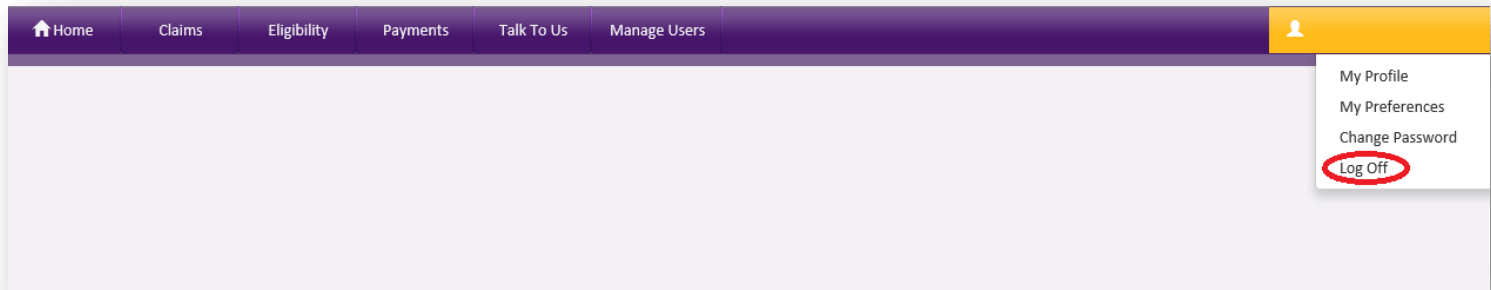 Home Claims Eligibility Payments Talk To Us Manage Users
My Profile
My Preferences
Change Password
Log Off